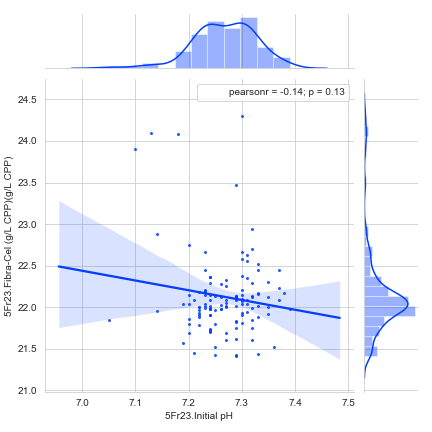 pearsonr = -0.14; p = 0.13
24.5
24.0
23.5
23.0
22.5
22.0
21.5
21.0
5Fr23.Fibra-Cel (g/L CPP)(g/L CPP)
7.0 7.1 7.2 7.3 7.4 7.5
5Fr23.Initial pH